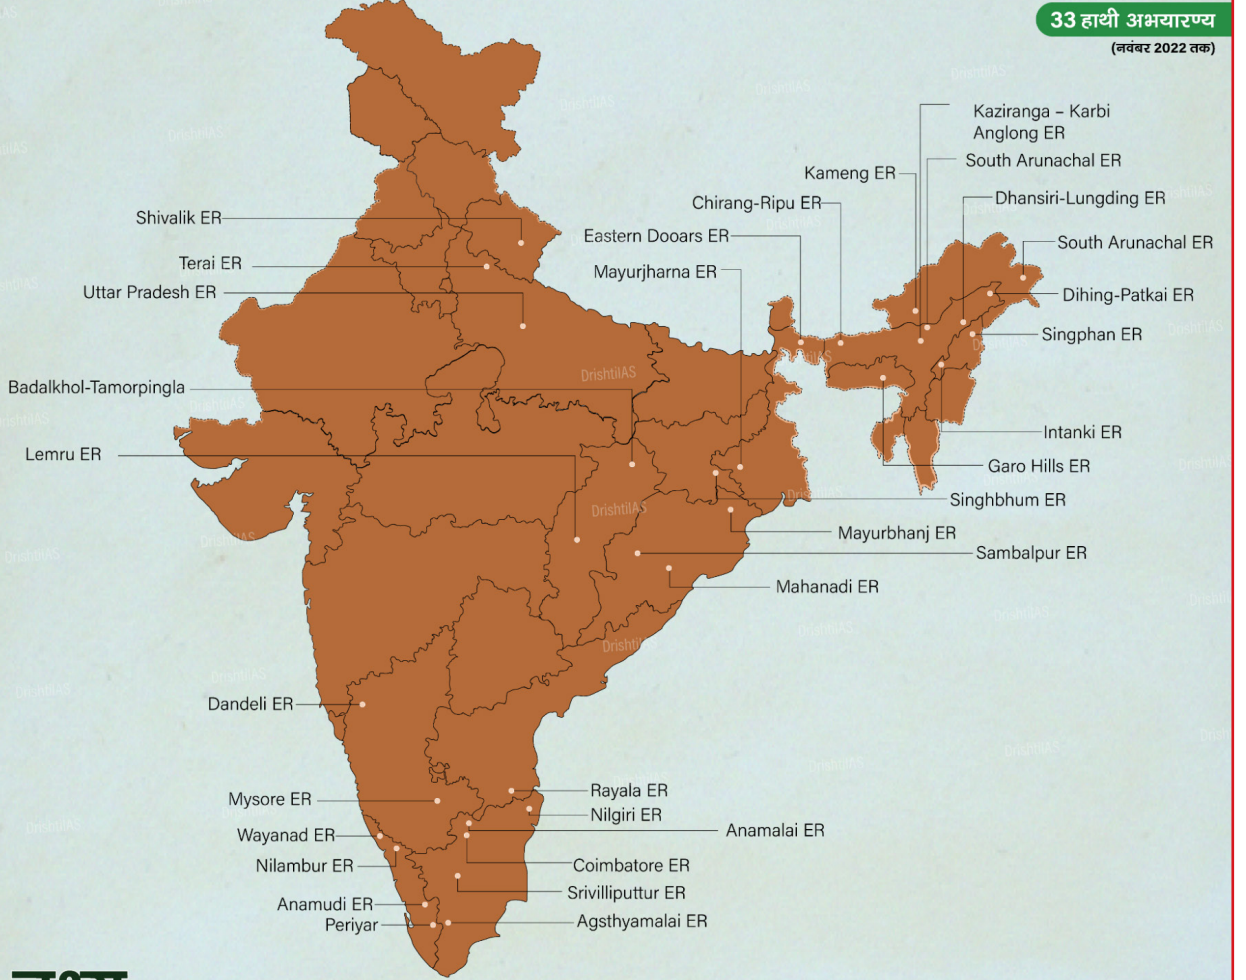 33 हाथी अभयारण्य
(नवंबर 2022 तक)
Kaziranga – Karbi
Anglong ER
South Arunachal ER
Kameng ER
Dhansiri-Lungding ER
Chirang-Ripu ER
Shivalik ER
Eastern Dooars ER
South Arunachal ER
Terai ER
Mayurjharna ER
Uttar Pradesh ER
Dihing-Patkai ER
Singphan ER
Badalkhol-Tamorpingla
Intanki ER
Lemru ER
Garo Hills ER
Singhbhum ER
Mayurbhanj ER
Sambalpur ER
Mahanadi ER
Dandeli ER
Rayala ER
Mysore ER
Nilgiri ER
Anamalai ER
Wayanad ER
Nilambur ER
Coimbatore ER
Srivilliputtur ER
Anamudi ER
Agsthyamalai ER
Periyar
DrishtiIAS